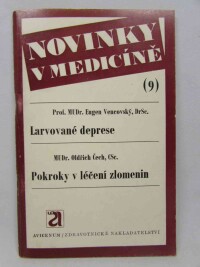 NOVINKY
V MEDICÍNĚ
(9)
Prof. MUDr. Eugen Vencovský, DrSc.
Larvované deprese
MUDr. Oldřich Čech, CSc.
Pokroky v léčení zlomenin
AVICENUM / ZDRAVOTNICKÉ NAKLADATELSTVÍ